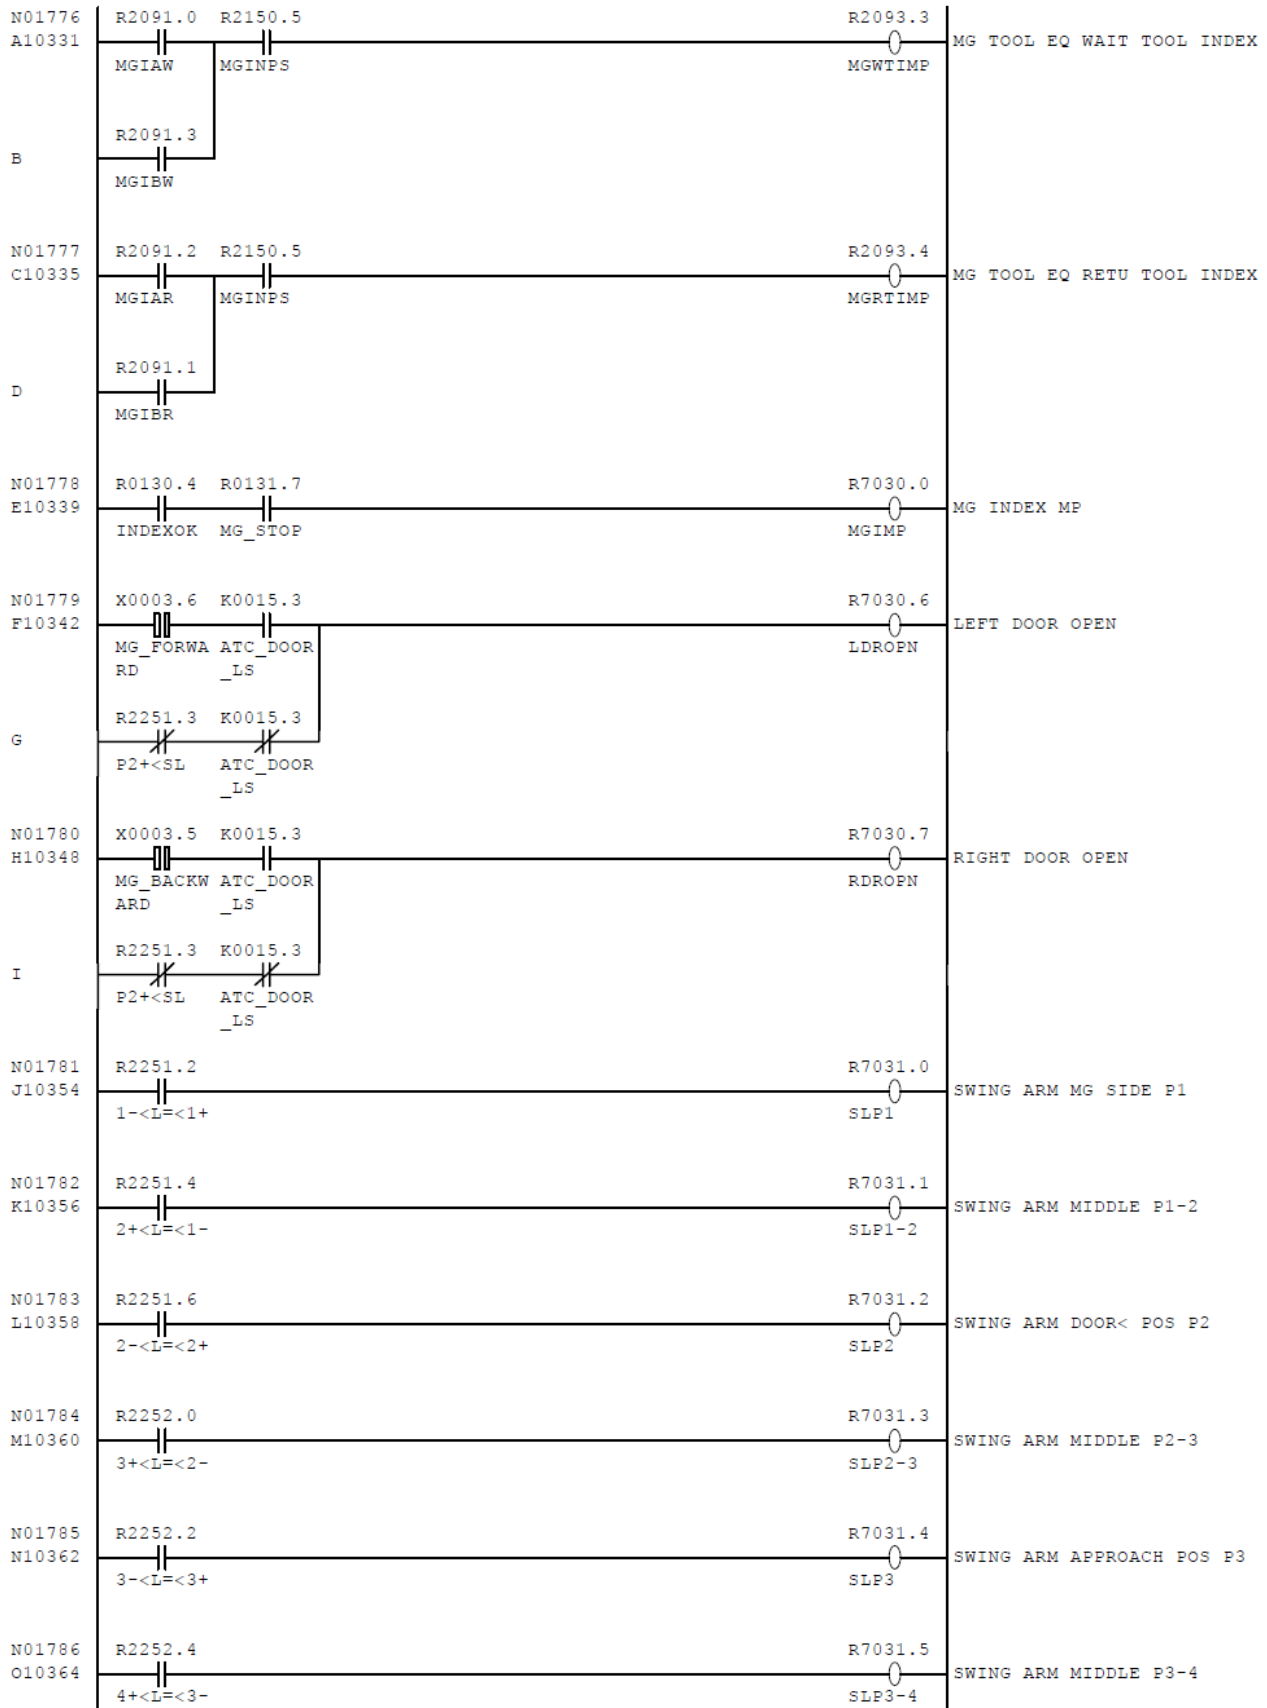 N01776 R2091.0 R2150.5 R2093.3
A10331 MG TOOL EQ WAIT TOOL INDEX
MGIAW MGINPS MGWTIMP
R2091.3
B
MGIBW
N01777 R2091.2 R2150.5 R2093.4
C10335 MG TOOL EQ RETU TOOL INDEX
MGIAR MGINPS MGRTIMP
R2091.1
D
MGIBR
N01778 R0130.4 R0131.7 R7030.0
E10339 MG INDEX MP
INDEXOK MG_STOP MGIMP
N01779 X0003.6 K0015.3 R7030.6
F10342 LEFT DOOR OPEN
MG_FORWA ATC_DOOR LDROPN
RD _LS
R2251.3 K0015.3
G
P2+<SL ATC_DOOR
_LS
N01780 X0003.5 K0015.3 R7030.7
H10348 RIGHT DOOR OPEN
MG_BACKW ATC_DOOR RDROPN
ARD _LS
R2251.3 K0015.3
I
P2+<SL ATC_DOOR
_LS
N01781 R2251.2 R7031.0
J10354 SWING ARM MG SIDE P1
1-<L=<1+ SLP1
N01782 R2251.4 R7031.1
K10356 SWING ARM MIDDLE P1-2
2+<L=<1- SLP1-2
N01783 R2251.6 R7031.2
L10358 SWING ARM DOOR< POS P2
2-<L=<2+ SLP2
N01784 R2252.0 R7031.3
M10360 SWING ARM MIDDLE P2-3
3+<L=<2- SLP2-3
N01785 R2252.2 R7031.4
N10362 SWING ARM APPROACH POS P3
3-<L=<3+ SLP3
N01786 R2252.4 R7031.5
O10364 SWING ARM MIDDLE P3-4
4+<L=<3- SLP3-4